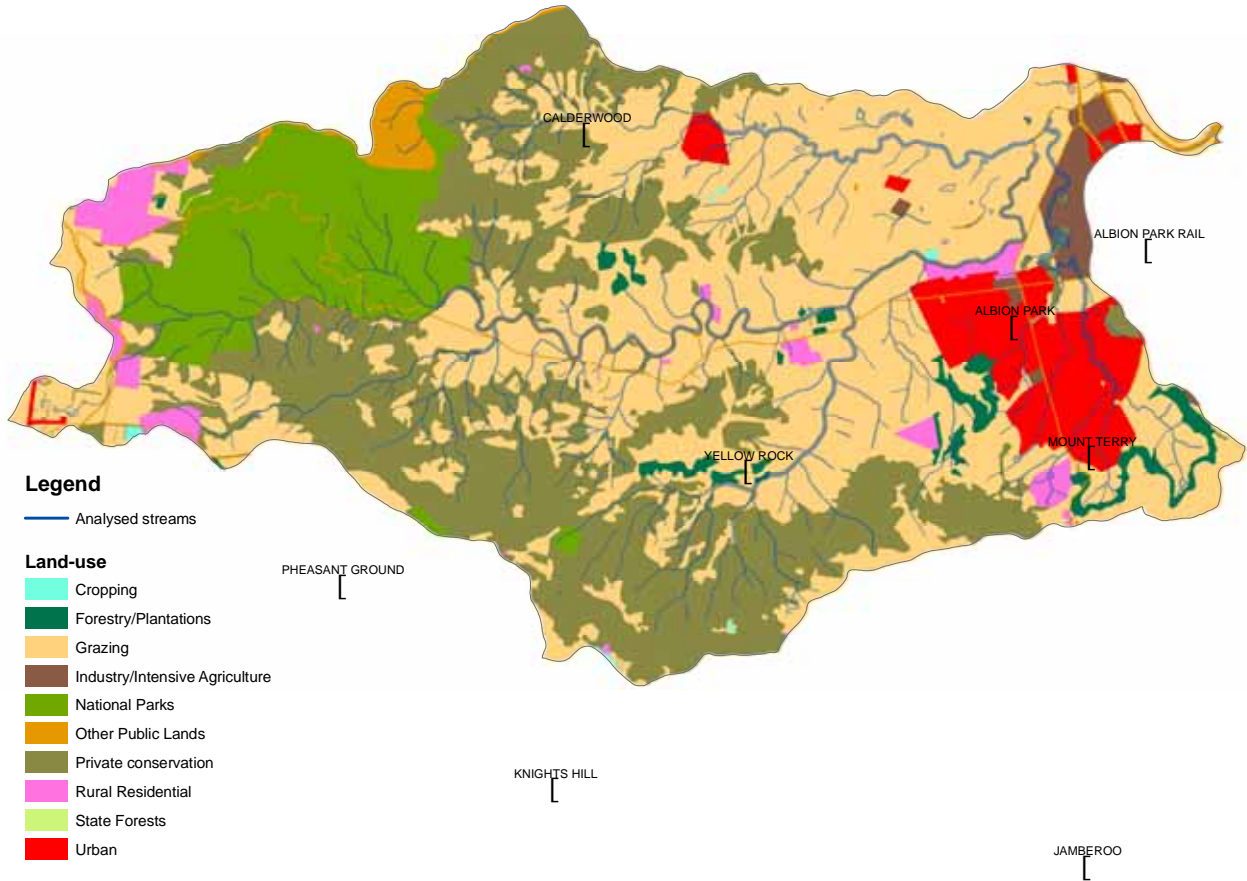 CALDERWOOD
ALBION PARK RAIL
ALBION PARK
MOUNT TERRY
YELLOW ROCK
Legend
Analysed streams
Land-use
PHEASANT GROUND
Cropping
Forestry/Plantations
Grazing
Industry/Intensive Agriculture
National Parks
Other Public Lands
Private conservation
KNIGHTS HILL
Rural Residential
State Forests
Urban
JAMBEROO